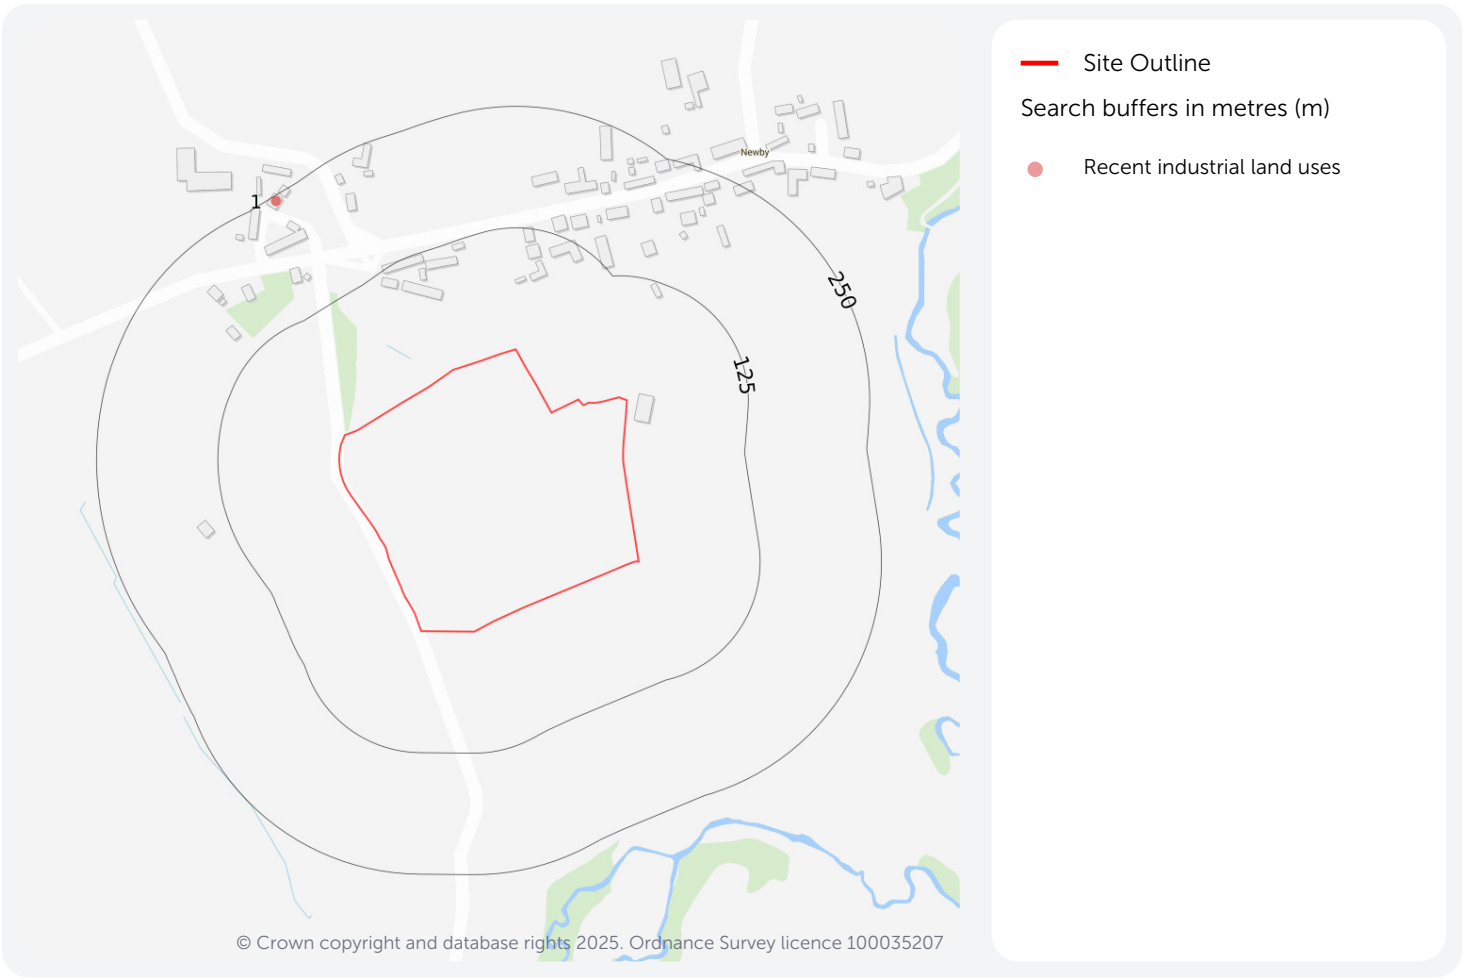 Site Outline
Search buffers in metres (m)
Recent industrial land uses
Newby
1
250
125
© Crown copyright and database rights 2025. Ordnance Survey licence 100035207